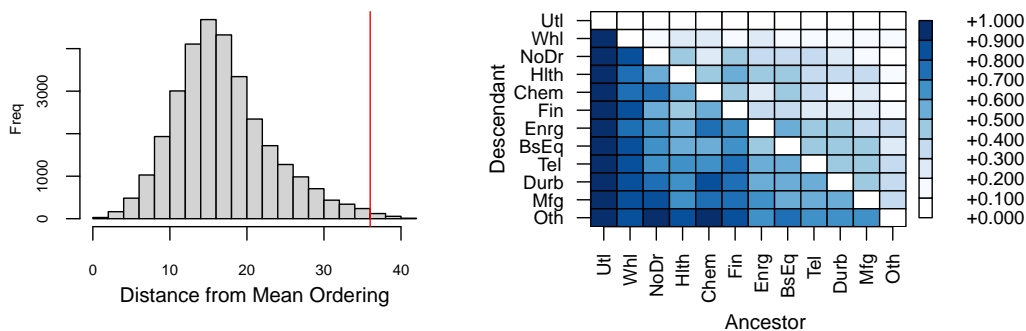 Freq
0
1000
3000
0
10
20
30
40
Distance from Mean Ordering
Descendant
Utl
Whl
NoDr
Hlth
Chem
Fin
Enrg
BsEq
Tel
Durb
Mfg
Oth
Utl
Whl
NoDr
Hlth
Chem
Fin
Enrg
BsEq
Tel
Durb
Mfg
Oth
Ancestor
+1.000
+0.900
+0.800
+0.700
+0.600
+0.500
+0.400
+0.300
+0.200
+0.100
+0.000